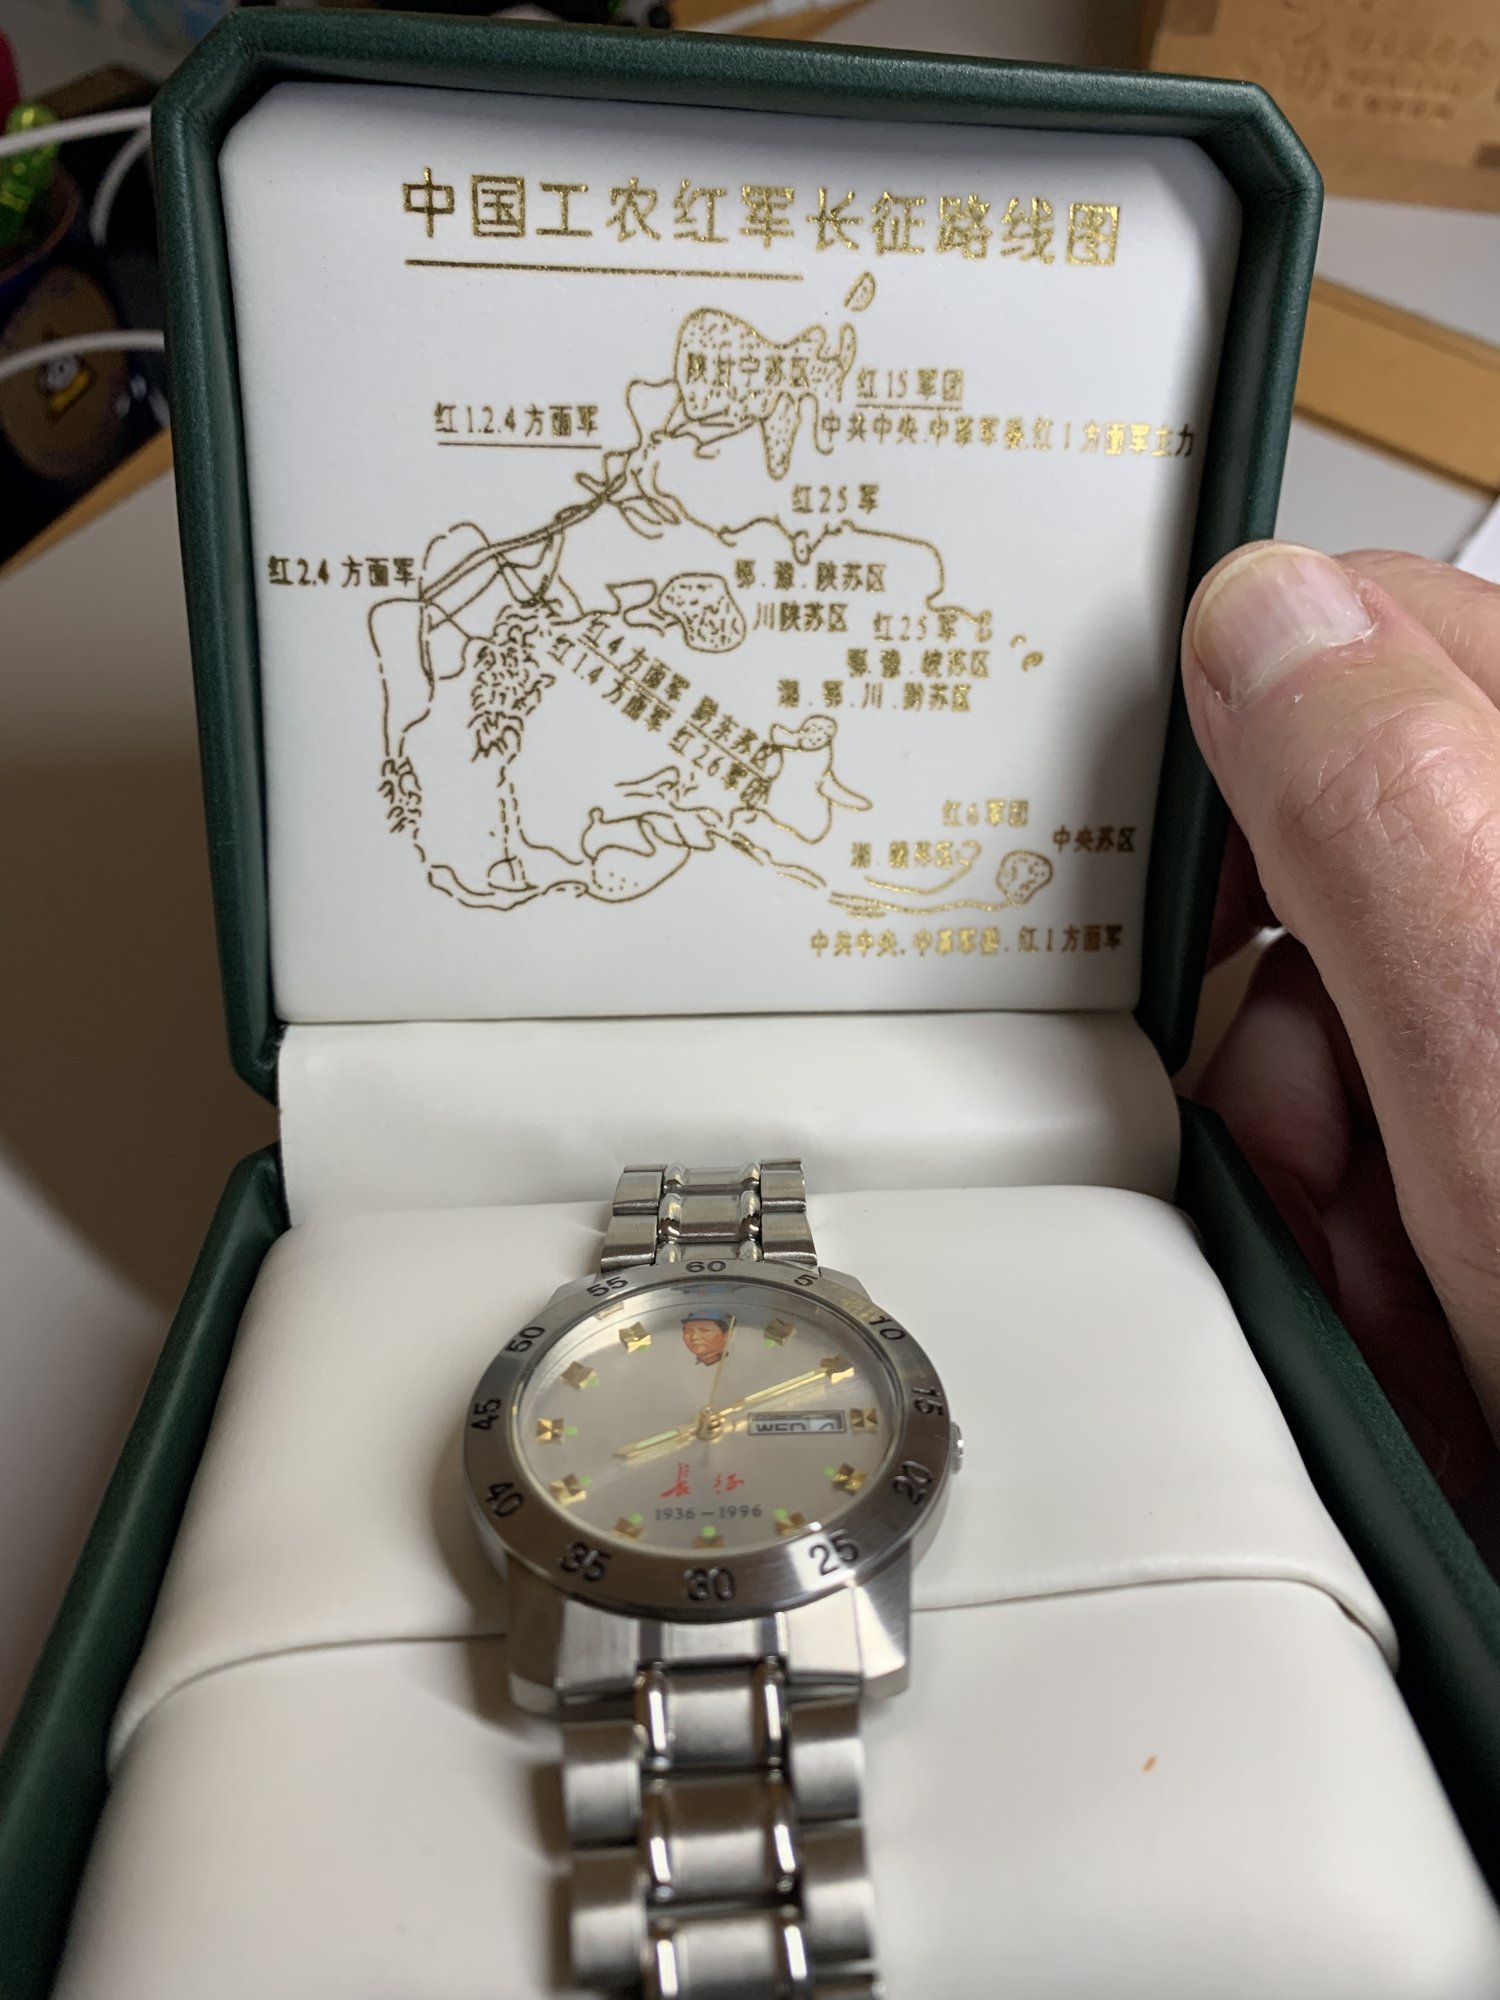 中国工农红军长征路线图
陕甘宁苏区
红15军团
红1.2.4方面军
中共中央.中革军委.红1方面军主力
红25军
红2.4方面军
鄂.豫.陕苏区
川陕苏区
红25军
鄂.豫.皖苏区
红4方面军
红1.4方面军
湘.鄂.川.黔苏区
黔东苏区
红2.6军团
红6军团
中央苏区
湘.赣苏区
中共中央.中革军委.红1方面军
60
55
5
50
10
45
15
WED
40
20
長征
1936-1996
35
25
30